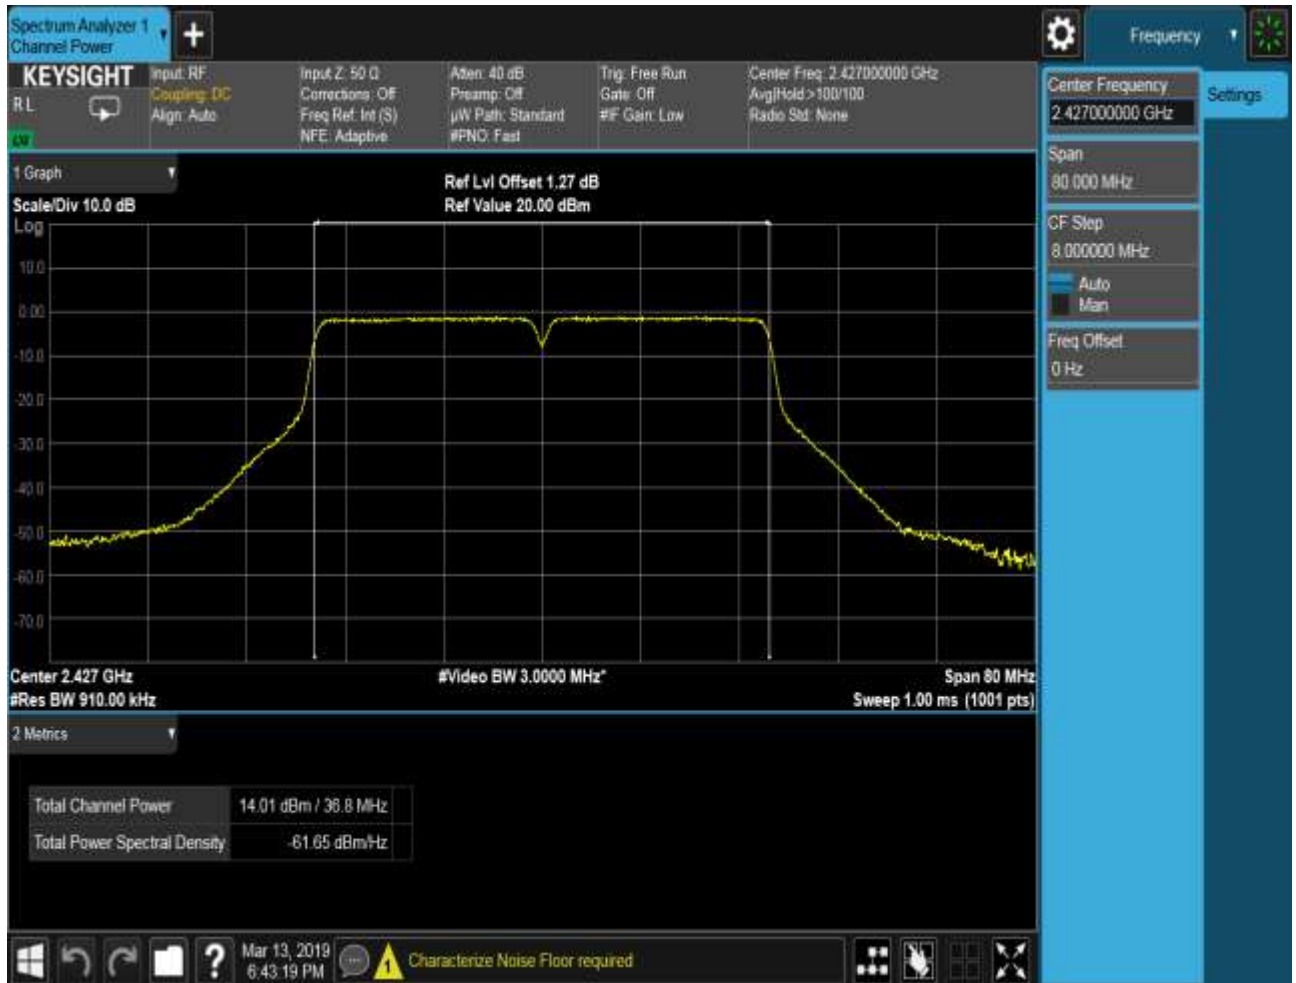 Spectrum Analyzer 1
Channel Power
Frequency
KEYSIGHT
R L
Input: RF
Coupling: DC
Align: Auto
Input Z: 50 Ω
Corrections: Off
Freq Ref: Int (S)
NFE: Adaptive
Atten: 40 dB
Preamp: Off
µW Path: Standard
#PNO: Fast
Trig: Free Run
Gate: Off
#IF Gain: Low
Center Freq: 2.427000000 GHz
Avg|Hold:>100/100
Radio Std: None
Center Frequency
2.427000000 GHz
Settings
Span
80.000 MHz
CF Step
8.000000 MHz
Auto
Man
Freq Offset
0 Hz
1 Graph
Scale/Div 10.0 dB
Ref Lvl Offset 1.27 dB
Ref Value 20.00 dBm
Log
10.0
0.00
-10.0
-20.0
-30.0
-40.0
-50.0
-60.0
-70.0
Center 2.427 GHz
#Video BW 3.0000 MHz*
Span 80 MHz
#Res BW 910.00 kHz
Sweep 1.00 ms (1001 pts)
2 Metrics
Total Channel Power
14.01 dBm / 36.8 MHz
Total Power Spectral Density
-61.65 dBm/Hz
?
Mar 13, 2019
6:43:19 PM
1
Characterize Noise Floor required